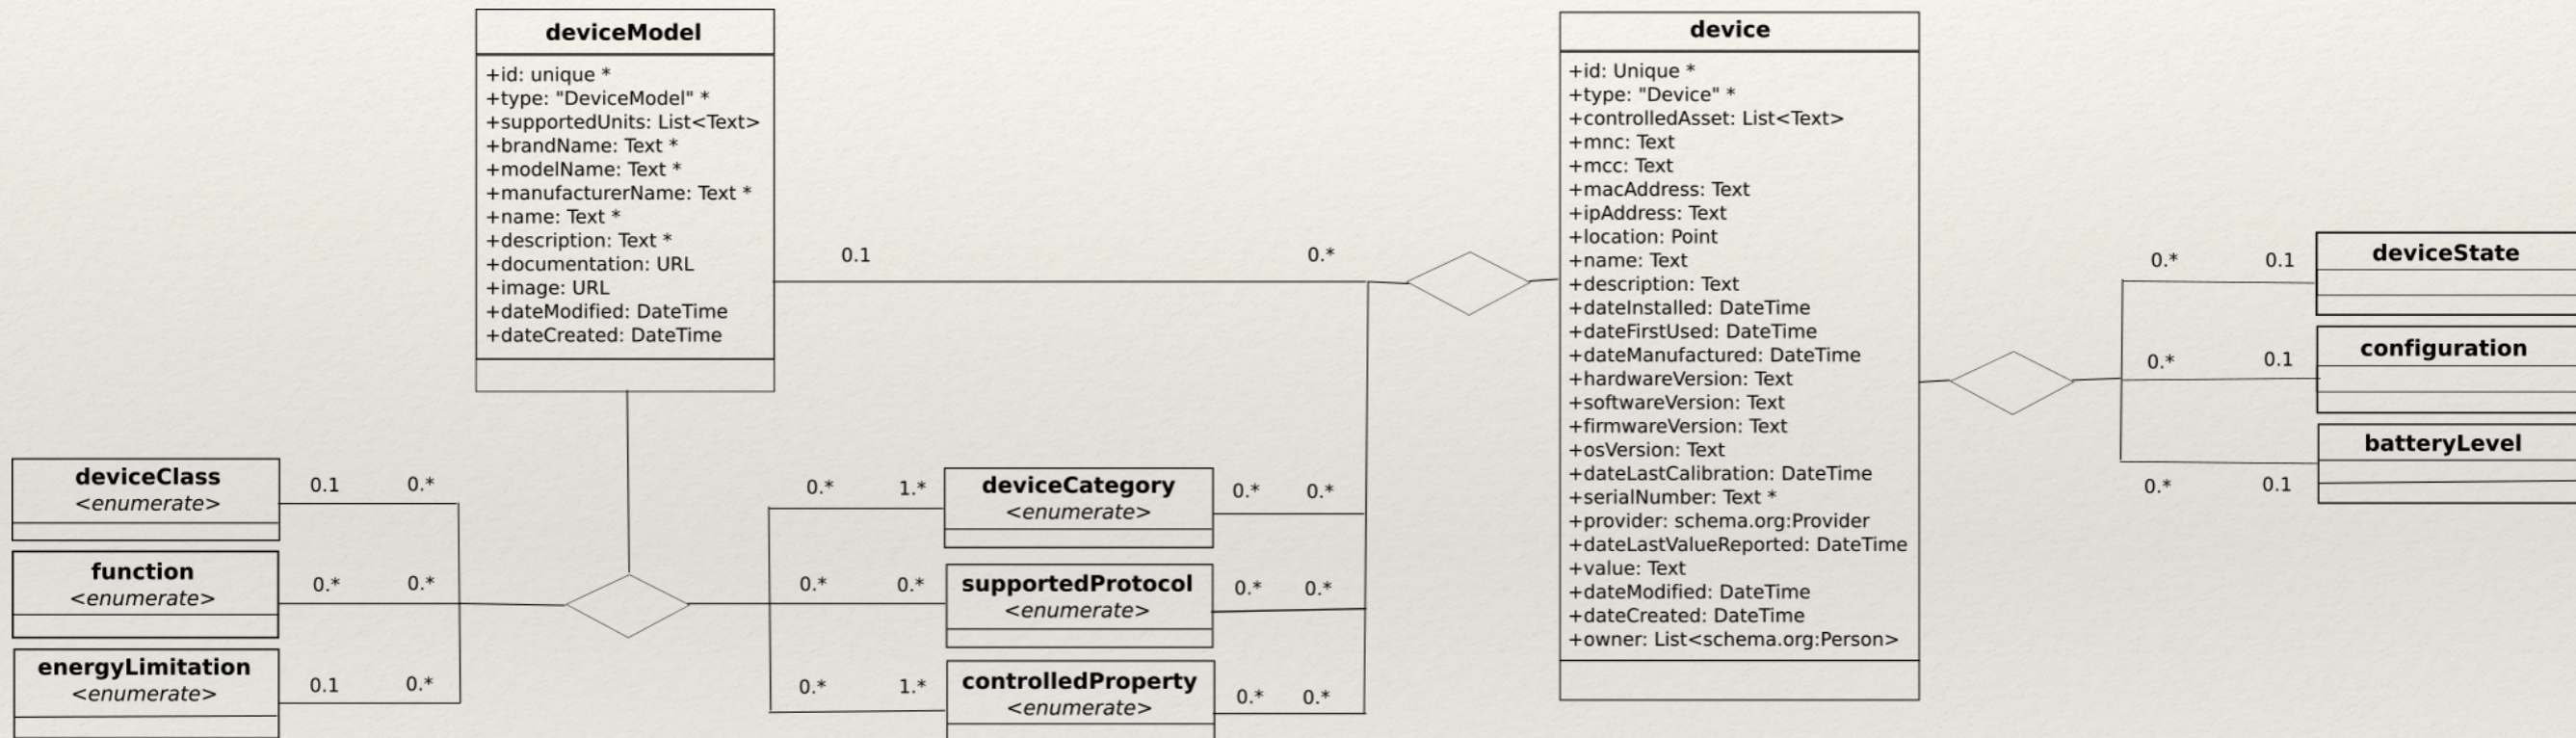 deviceModel
+id: unique *
+type: "DeviceModel" *
+supportedUnits: List<Text>
+brandName: Text *
+modelName: Text *
+manufacturerName: Text *
+name: Text *
+description: Text *
+documentation: URL
+image: URL
+dateModified: DateTime
+dateCreated: DateTime
0.1
0.*
device
+id: Unique *
+type: "Device" *
+controlledAsset: List<Text>
+mnc: Text
+mcc: Text
+macAddress: Text
+ipAddress: Text
+location: Point
+name: Text
+description: Text
+dateInstalled: DateTime
+dateFirstUsed: DateTime
+dateManufactured: DateTime
+hardwareVersion: Text
+softwareVersion: Text
+firmwareVersion: Text
+osVersion: Text
+dateLastCalibration: DateTime
+serialNumber: Text *
+provider: schema.org:Provider
+dateLastValueReported: DateTime
+value: Text
+dateModified: DateTime
+dateCreated: DateTime
+owner: List<schema.org:Person>
0.*
0.1
deviceState
0.*
0.1
configuration
0.*
0.1
batteryLevel
deviceClass
<enumerate>
0.1
0.*
function
<enumerate>
0.*
0.*
energyLimitation
<enumerate>
0.1
0.*
0.*
1.*
deviceCategory
<enumerate>
0.*
0.*
0.*
0.*
supportedProtocol
<enumerate>
0.*
0.*
0.*
1.*
controlledProperty
<enumerate>
0.*
0.*